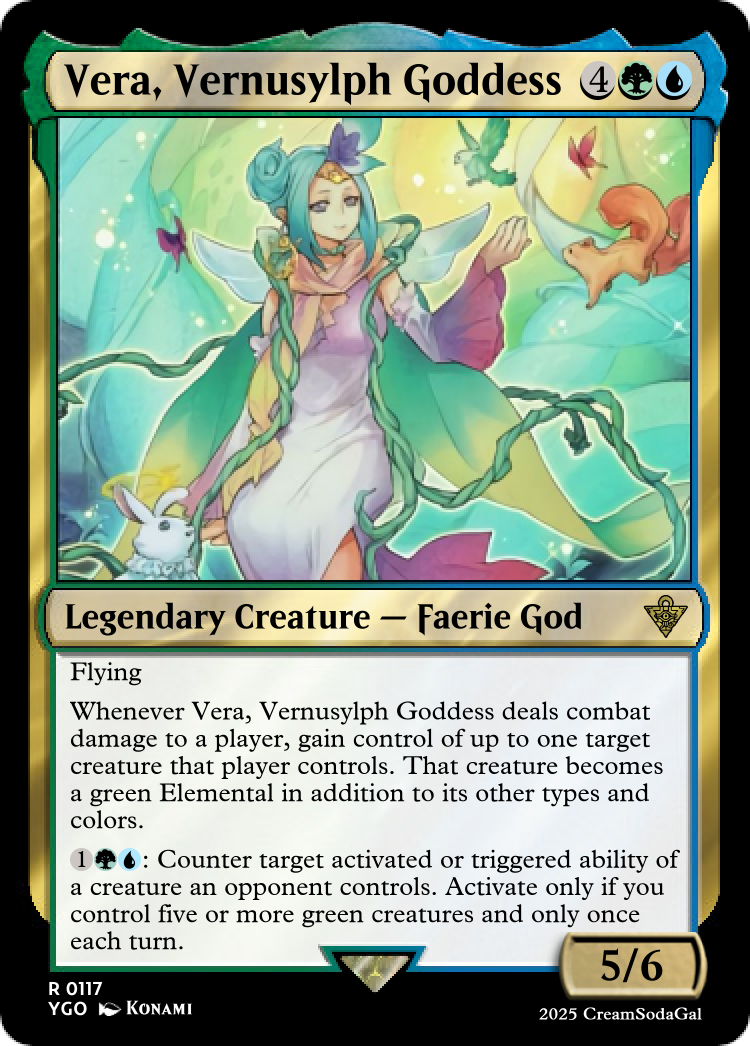 Vera, Vernusylph Goddess 4
Legendary Creature — Faerie God
Flying
Whenever Vera, Vernusylph Goddess deals combat
damage to a player, gain control of up to one target
creature that player controls. That creature becomes
a green Elemental in addition to its other types and
colors.
1 : Counter target activated or triggered ability of
a creature an opponent controls. Activate only if you
control five or more green creatures and only once
each turn.
5/6
R 0117
YGO KONAMI
2025 CreamSodaGal